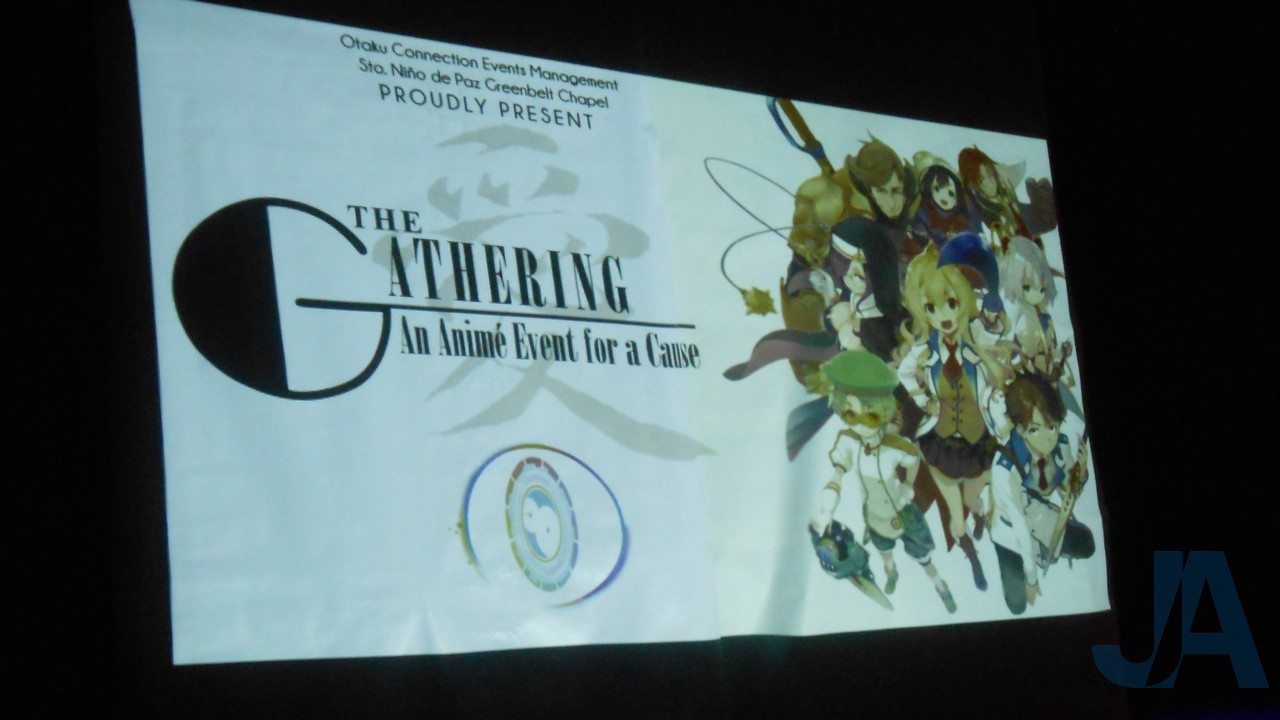 Otaku Connection Events Management
Sto. Niño de Paz Greenbelt Chapel
PROUDLY PRESENT
愛
THE
GATHERING
An Animé Event for a Cause
JA